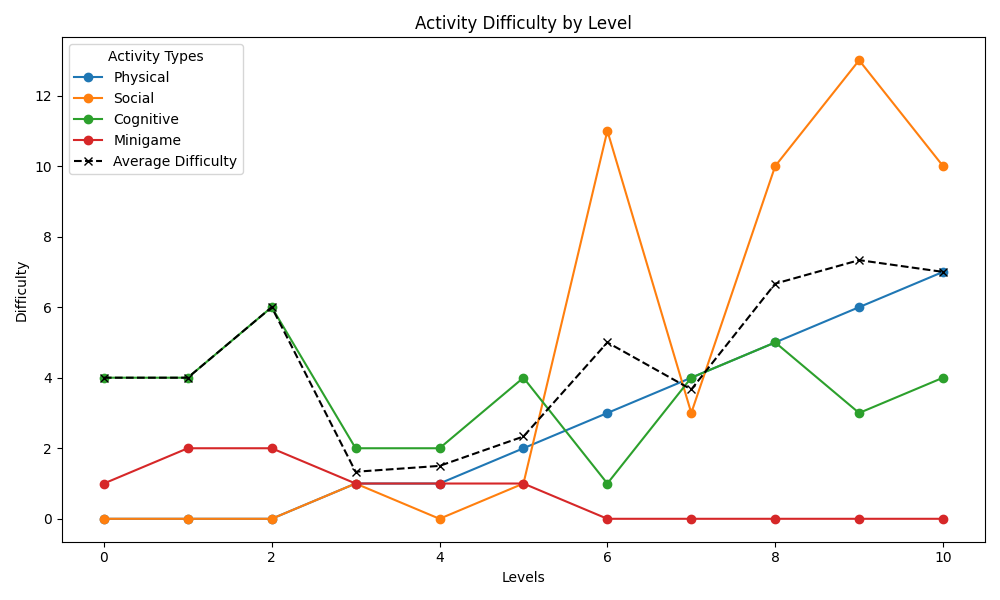 Activity Difficulty by Level
Activity Types
Physical
Social
Cognitive
Minigame
Average Difficulty
Difficulty
12
10
8
6
4
2
0
0 2 4 6 8 10
Levels